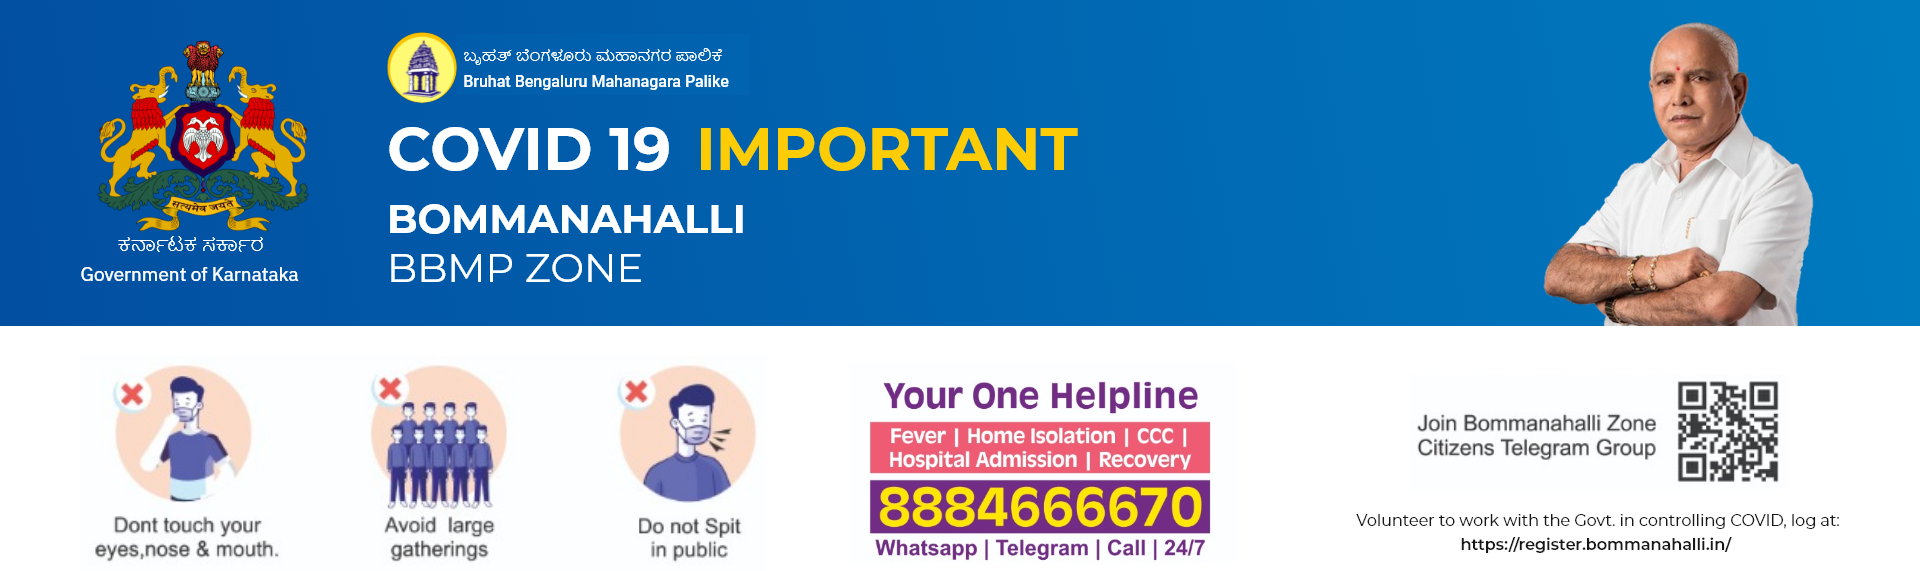 सत्यमेव जयते
ಕರ್ನಾಟಕ ಸರ್ಕಾರ
Government of Karnataka
ಬೃಹತ್ ಬೆಂಗಳೂರು ಮಹಾನಗರ ಪಾಲಿಕೆ
Bruhat Bengaluru Mahanagara Palike
COVID 19 IMPORTANT
BOMMANAHALLI
BBMP ZONE
Dont touch your
eyes,nose & mouth.
Avoid large
gatherings
Do not Spit
in public
Your One Helpline
Fever | Home Isolation | CCC |
Hospital Admission | Recovery
8884666670
Whatsapp | Telegram | Call | 24/7
Join Bommanahalli Zone
Citizens Telegram Group
Volunteer to work with the Govt. in controlling COVID, log at:
https://register.bommanahalli.in/